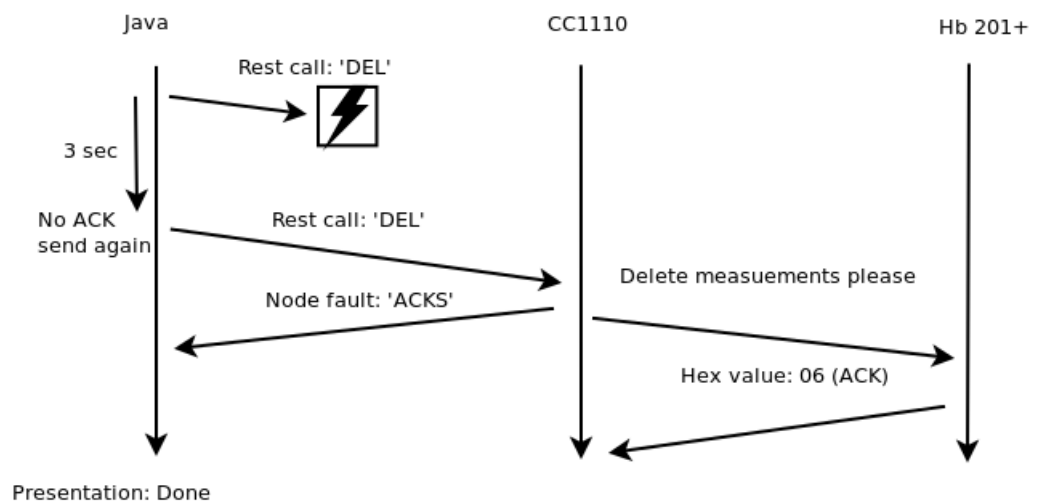 Java
CC1110
Hb 201+
Rest call: 'DEL'
3 sec
No ACK
send again
Rest call: 'DEL'
Delete measuements please
Node fault: 'ACKS'
Hex value: 06 (ACK)
Presentation: Done